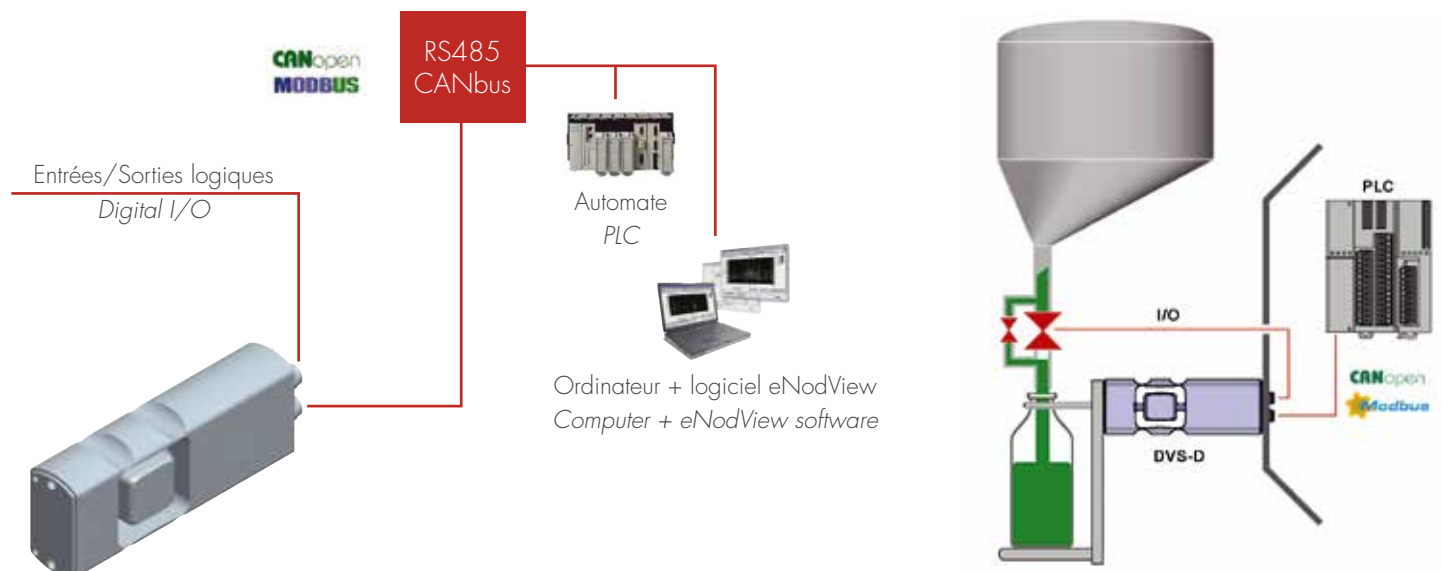 CANopen
MODBUS
RS485
CANbus
Entrées/Sorties logiques
Digital I/O
Automate
PLC
Ordinateur + logiciel eNodView
Computer + eNodView software
PLC
I/O
CANopen
Modbus
DVS-D